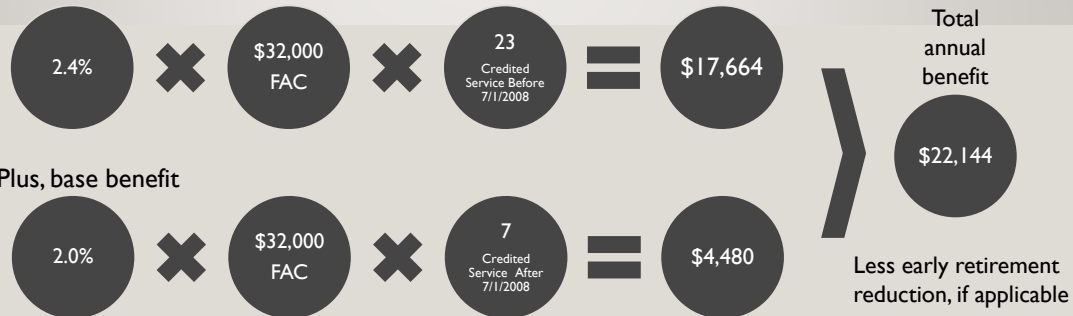 2.4%
$32,000
FAC
23
Credited
Service Before
7/1/2008
$17,664
Total
annual
benefit
$22,144
Plus, base benefit
2.0%
$32,000
FAC
7
Credited
Service After
7/1/2008
$4,480
Less early retirement
reduction, if applicable